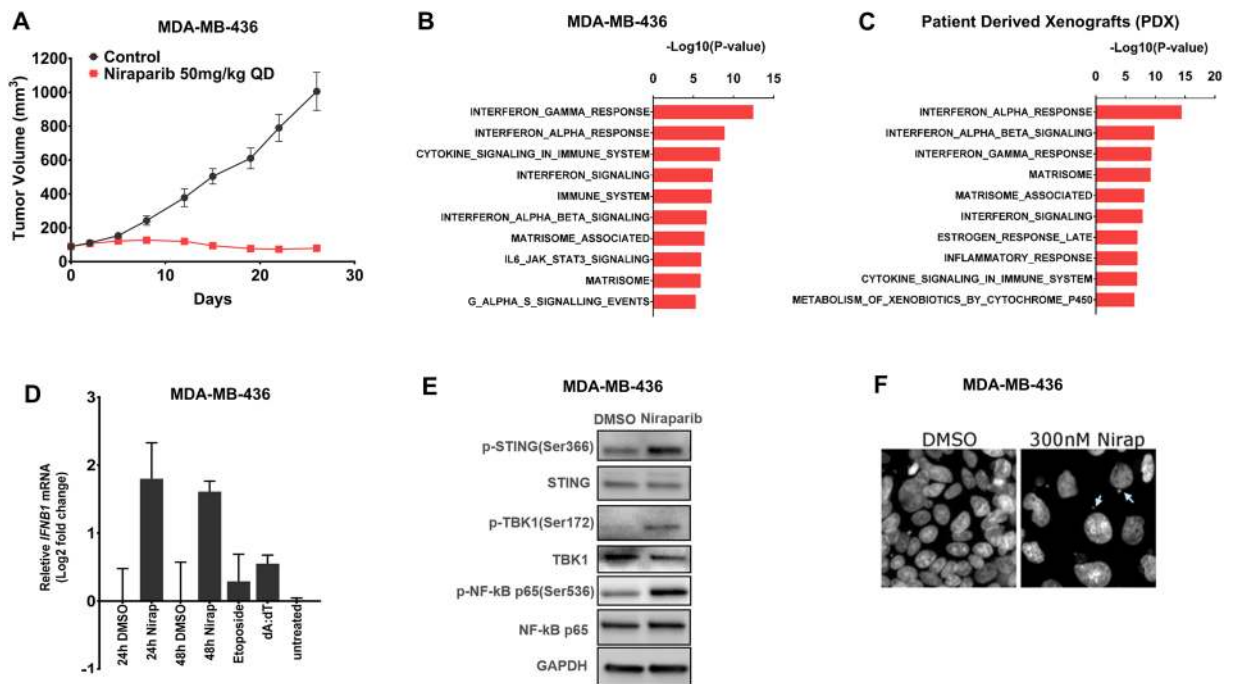 A
MDA-MB-436
Control
Niraparib 50mg/kg QD
Tumor Volume (mm³)
1200
1000
800
600
400
200
0
0
10
20
30
Days
B
MDA-MB-436
-Log10(P-value)
0
5
10
15
INTERFERON_GAMMA_RESPONSE
INTERFERON_ALPHA_RESPONSE
CYTOKINE_SIGNALING_IN_IMMUNE_SYSTEM
INTERFERON_SIGNALING
IMMUNE_SYSTEM
INTERFERON_ALPHA_BETA_SIGNALING
MATRISOME_ASSOCIATED
IL6_JAK_STAT3_SIGNALING
MATRISOME
G_ALPHA_S_SIGNALLING_EVENTS
C
Patient Derived Xenografts (PDX)
-Log10(P-value)
0
5
10
15
20
INTERFERON_ALPHA_RESPONSE
INTERFERON_ALPHA_BETA_SIGNALING
INTERFERON_GAMMA_RESPONSE
MATRISOME
MATRISOME_ASSOCIATED
INTERFERON_SIGNALING
ESTROGEN_RESPONSE_LATE
INFLAMMATORY_RESPONSE
CYTOKINE_SIGNALING_IN_IMMUNE_SYSTEM
METABOLISM_OF_XENOBIOTICS_BY_CYTOCHROME_P450
D
MDA-MB-436
Reletive IFNB1 mRNA
(Log2 fold change)
3
2
1
0
-1
24h DMSO
24h Nirap
48h DMSO
48h Nirap
Etoposide
dA:dT
untreated
E
MDA-MB-436
DMSO Niraparib
p-STING(Ser366)
STING
p-TBK1(Ser172)
TBK1
p-NF-kB p65(Ser536)
NF-kB p65
GAPDH
F
MDA-MB-436
DMSO
300nM Nirap